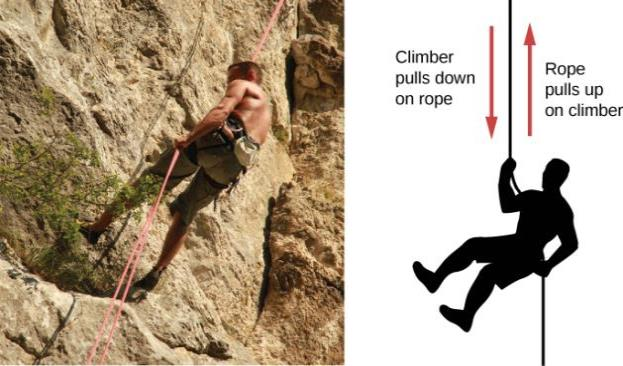 Climber
pulls down
on rope
Rope
pulls up
on climber